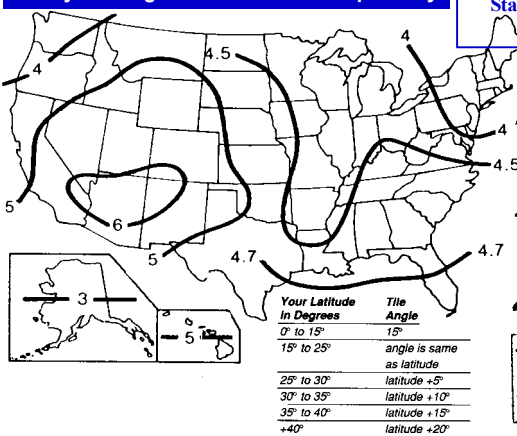 Sta
4
4.5
4
4
4.5
5
6
5
4.7
4.7
3
5
Your Latitude Tile
In Degrees Angle
0° to 15° 15°
15° to 25° angle is same
as latitude
25° to 30° latitude +5°
30° to 35° latitude +10°
35° to 40° latitude +15°
+40° latitude +20°